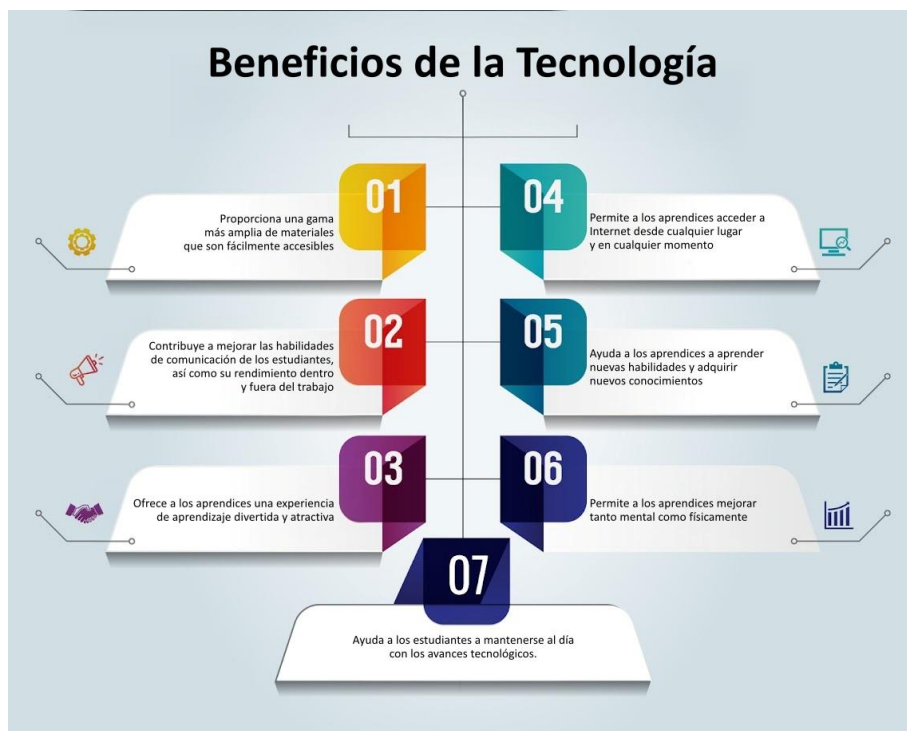 Beneficios de la Tecnología
01
Proporciona una gama
más amplia de materiales
que son fácilmente accesibles
02
Contribuye a mejorar las habilidades
de comunicación de los estudiantes,
así como su rendimiento dentro
y fuera del trabajo
03
Ofrece a los aprendices una experiencia
de aprendizaje divertida y atractiva
04
Permite a los aprendices acceder a
Internet desde cualquier lugar
y en cualquier momento
05
Ayuda a los aprendices a aprender
nuevas habilidades y adquirir
nuevos conocimientos
06
Permite a los aprendices mejorar
tanto mental como físicamente
07
Ayuda a los estudiantes a mantenerse al día
con los avances tecnológicos.